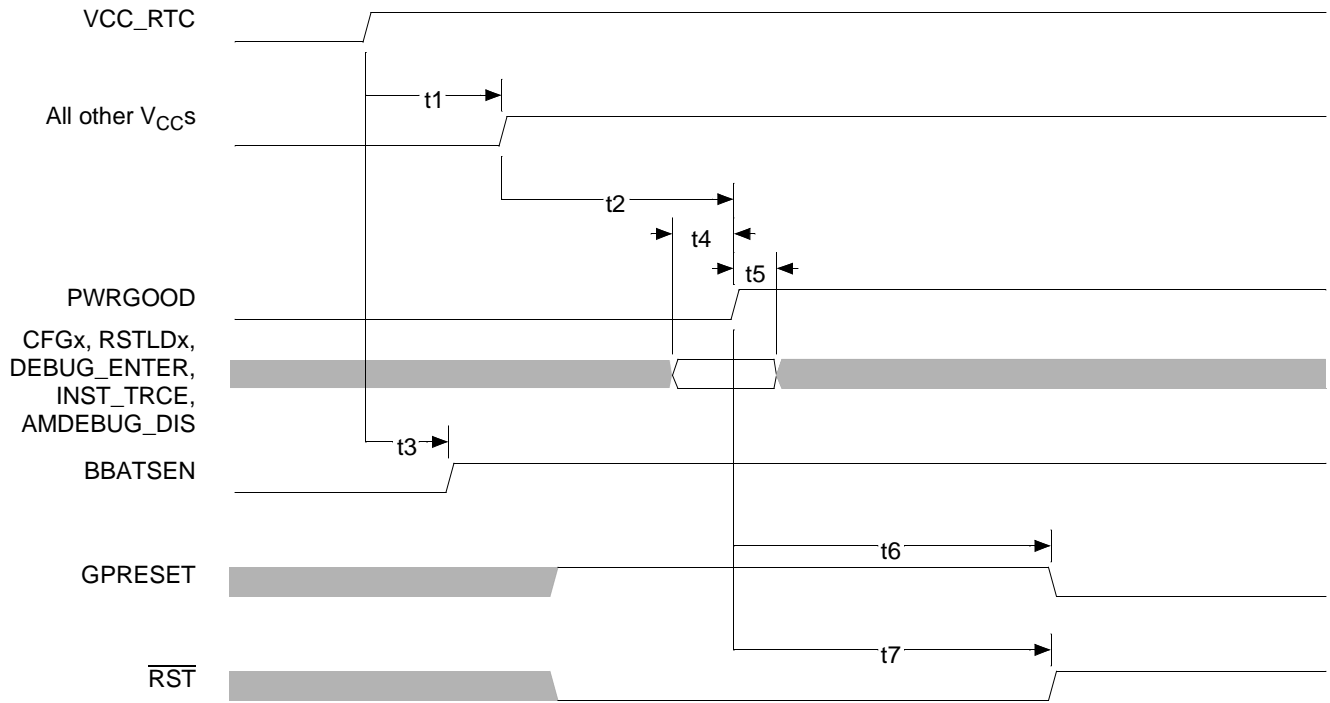 VCC_RTC
t1
All other VCCs
t2
t4
t5
PWRGOOD
CFGx, RSTLDx,
DEBUG_ENTER,
INST_TRCE,
AMDEBUG_DIS
t3
BBATSEN
t6
GPRESET
t7
RST